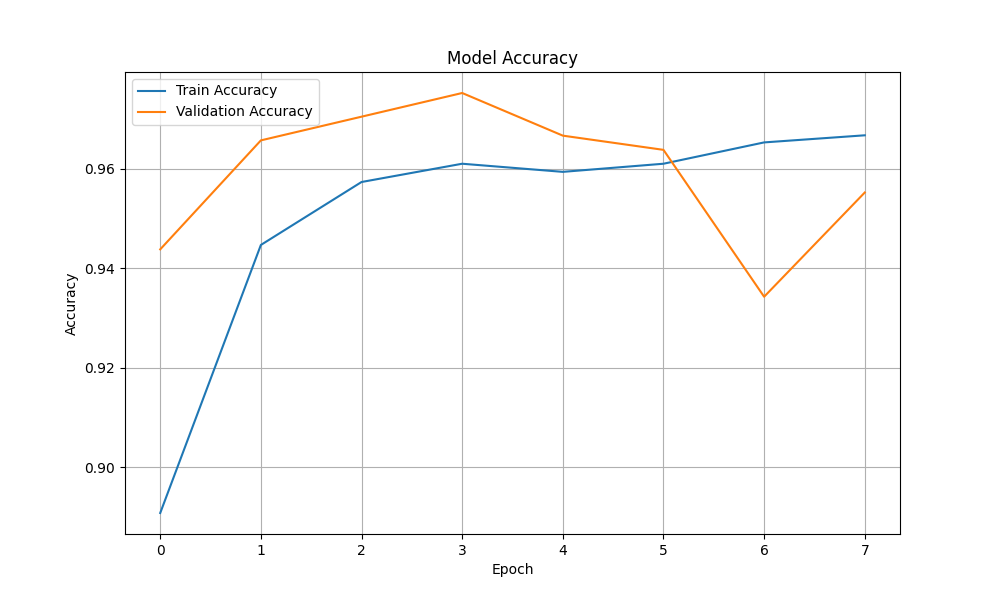 Model Accuracy
Train Accuracy
Validation Accuracy
Accuracy
0.96
0.94
0.92
0.90
0 1 2 3 4 5 6 7
Epoch